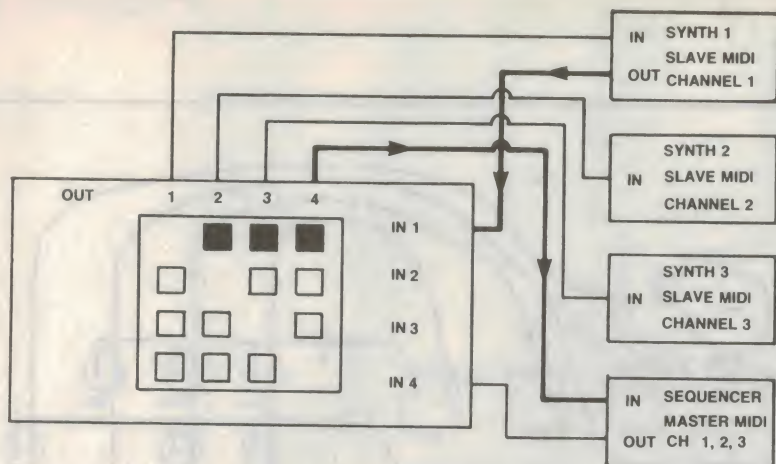 IN SYNTH 1
SLAVE MIDI
OUT CHANNEL 1
SYNTH 2
IN SLAVE MIDI
CHANNEL 2
SYNTH 3
IN SLAVE MIDI
CHANNEL 3
IN SEQUENCER
MASTER MIDI
OUT CH 1, 2, 3
OUT 1 2 3 4
IN 1
IN 2
IN 3
IN 4